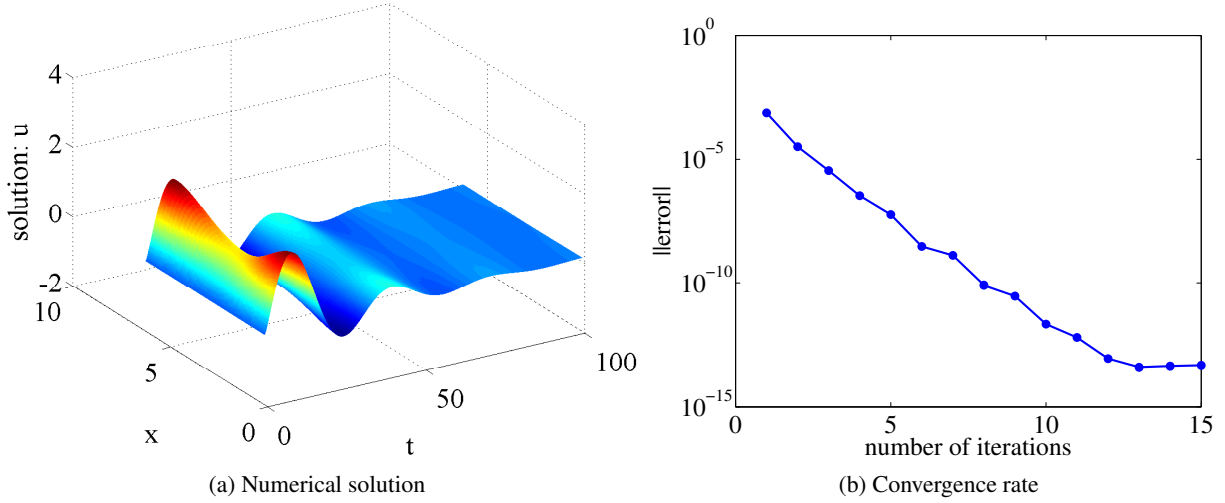 4
2
0
-2
10
5
0
0
50
100
solution: u
x
t
(a) Numerical solution
10^0
10^-5
10^-10
10^-15
0
5
10
15
||error||
number of iterations
(b) Convergence rate